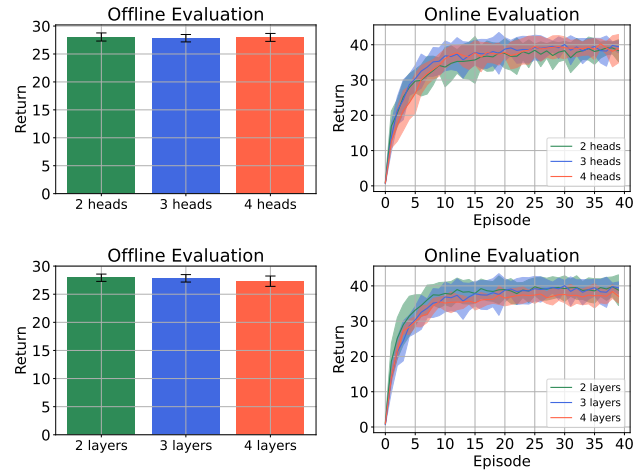 Offline Evaluation
Return
30
25
20
15
10
5
0
2 heads 3 heads 4 heads
Online Evaluation
Return
40
30
20
10
0
2 heads
3 heads
4 heads
0 5 10 15 20 25 30 35 40
Episode
Offline Evaluation
Return
30
25
20
15
10
5
0
2 layers 3 layers 4 layers
Online Evaluation
Return
40
30
20
10
0
2 layers
3 layers
4 layers
0 5 10 15 20 25 30 35 40
Episode